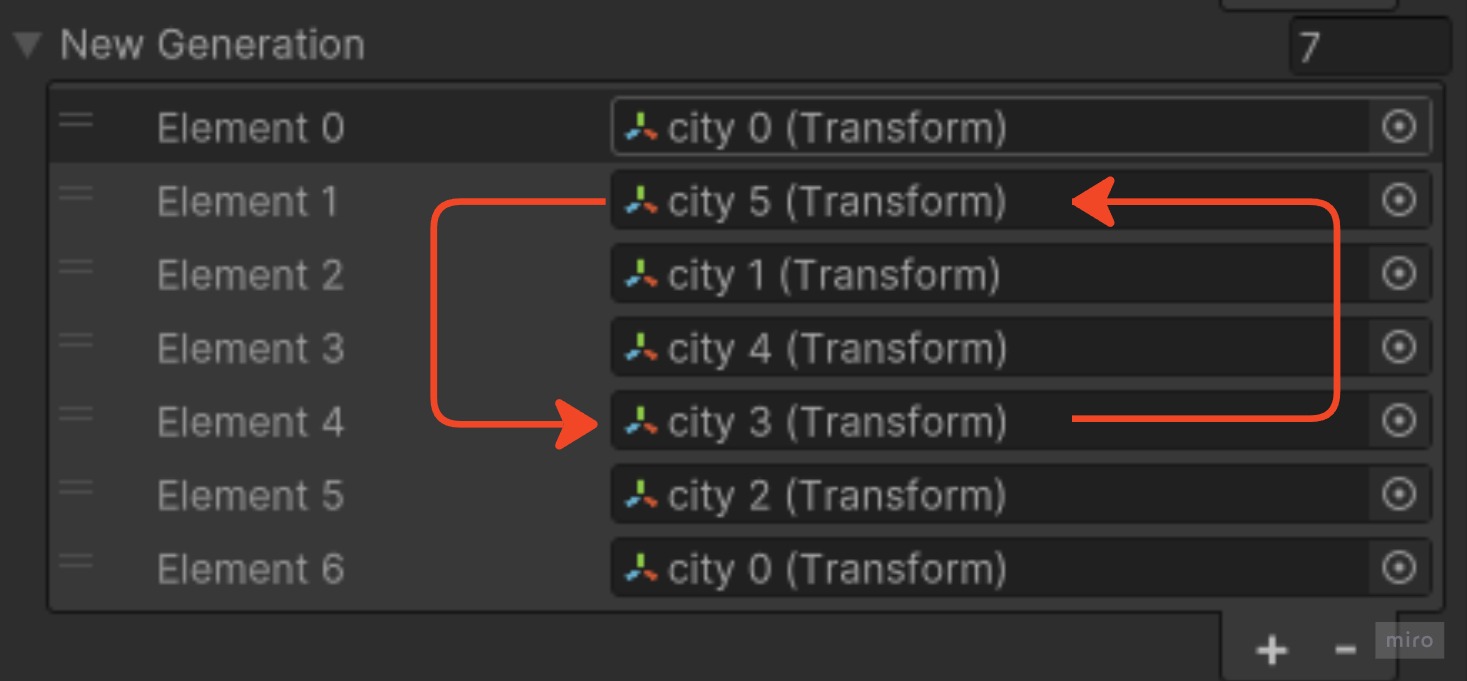 New Generation 7
Element 0 city 0 (Transform)
Element 1 city 5 (Transform)
Element 2 city 1 (Transform)
Element 3 city 4 (Transform)
Element 4 city 3 (Transform)
Element 5 city 2 (Transform)
Element 6 city 0 (Transform)
+ -
miro